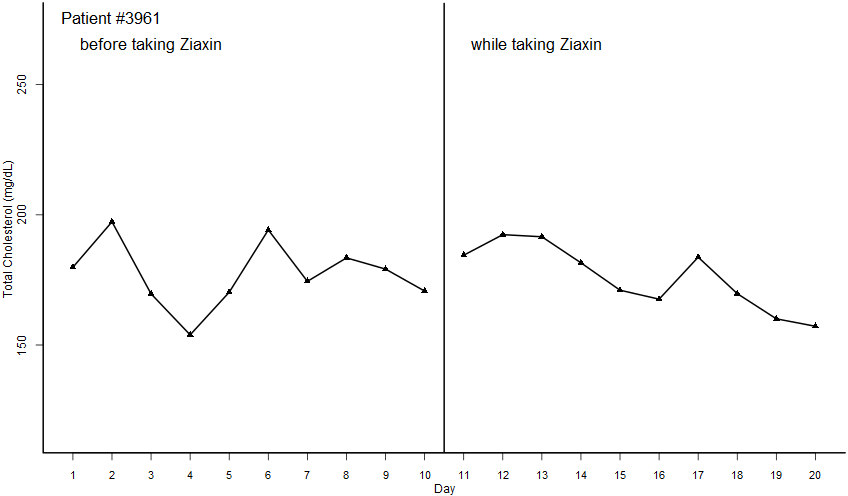 Patient #3961
before taking Ziaxin
while taking Ziaxin
Total Cholesterol (mg/dL)
250
200
150
1 2 3 4 5 6 7 8 9 10 11 12 13 14 15 16 17 18 19 20
Day